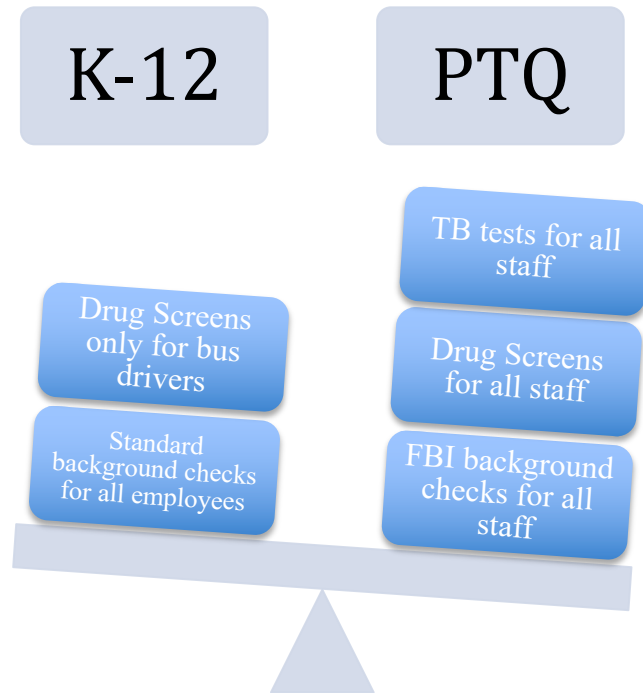 K-12
PTQ
Drug Screens
only for bus
drivers
Standard
background checks
for all employees
TB tests for all
staff
Drug Screens
for all staff
FBI background
checks for all
staff